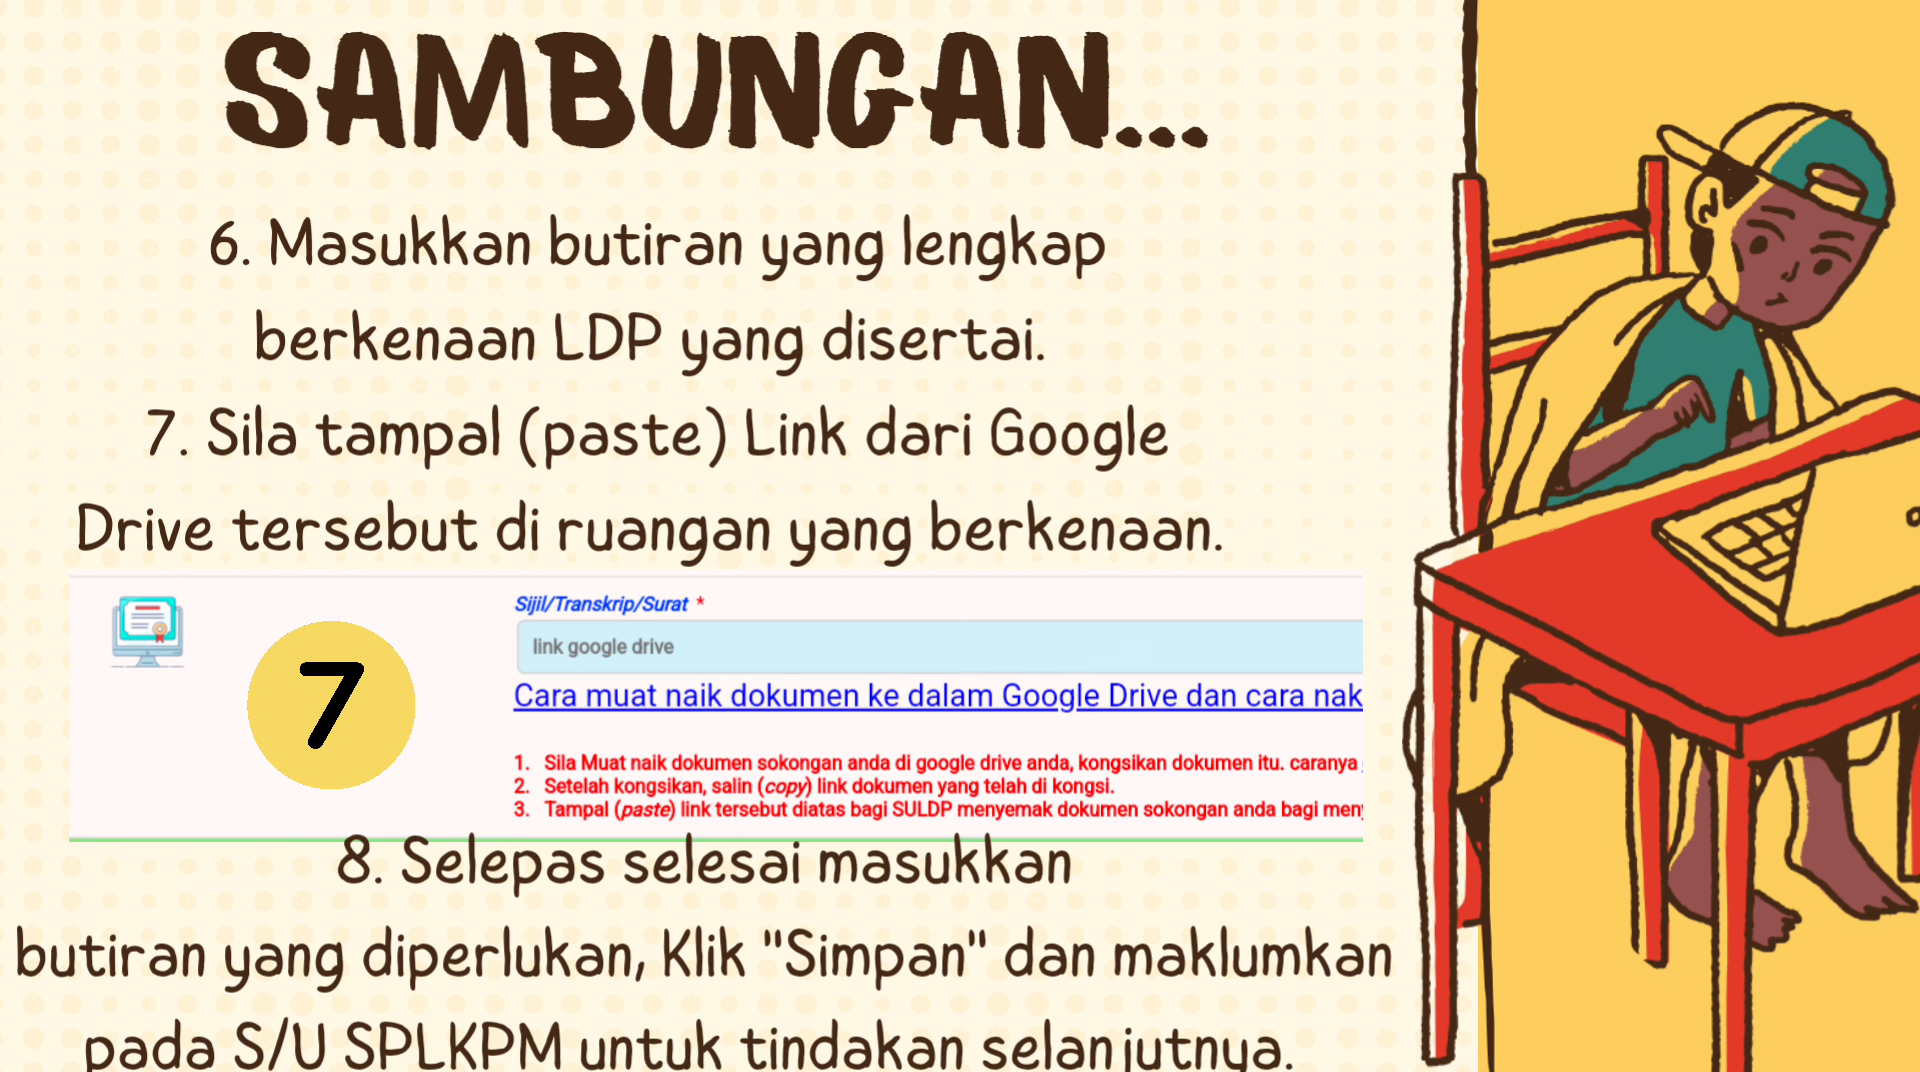 SAMBUNGAN...
6. Masukkan butiran yang lengkap
berkenaan LDP yang disertai.
7. Sila tampal (paste) Link dari Google
Drive tersebut di ruangan yang berkenaan.
7
Sijil/Transkrip/Surat *
link google drive
Cara muat naik dokumen ke dalam Google Drive dan cara nak
1. Sila Muat naik dokumen sokongan anda di google drive anda, kongsikan dokumen itu. caranya
2. Setelah kongsikan, salin (copy) link dokumen yang telah di kongsi.
3. Tampal (paste) link tersebut diatas bagi SULDP menyemak dokumen sokongan anda bagi men
8. Selepas selesai masukkan
butiran yang diperlukan, Klik "Simpan" dan maklumkan
pada S/U SPLKPM untuk tindakan selanjutnya.